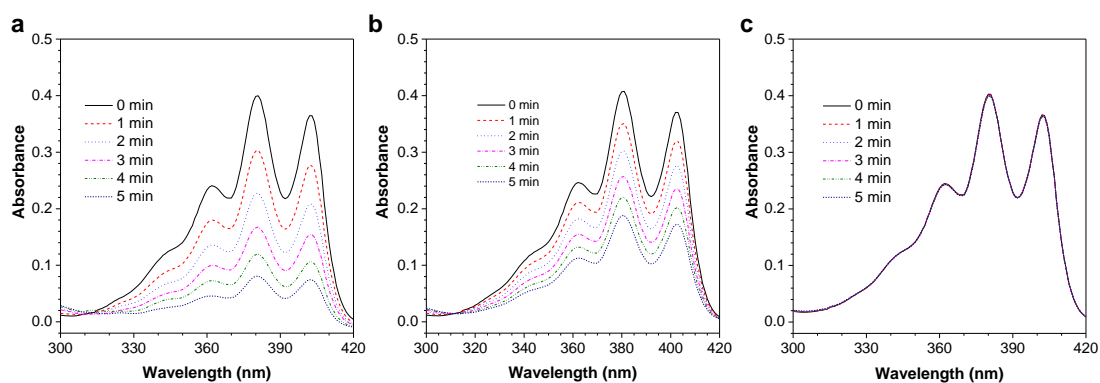 a
0.5
0.4
0.3
0.2
0.1
0.0
Absorbance
0 min
1 min
2 min
3 min
4 min
5 min
300 330 360 390 420
Wavelength (nm)
b
0.5
0.4
0.3
0.2
0.1
0.0
Absorbance
0 min
1 min
2 min
3 min
4 min
5 min
300 320 340 360 380 400 420
Wavelength (nm)
c
0.5
0.4
0.3
0.2
0.1
0.0
Absorbance
0 min
1 min
2 min
3 min
4 min
5 min
300 330 360 390 420
Wavelength (nm)